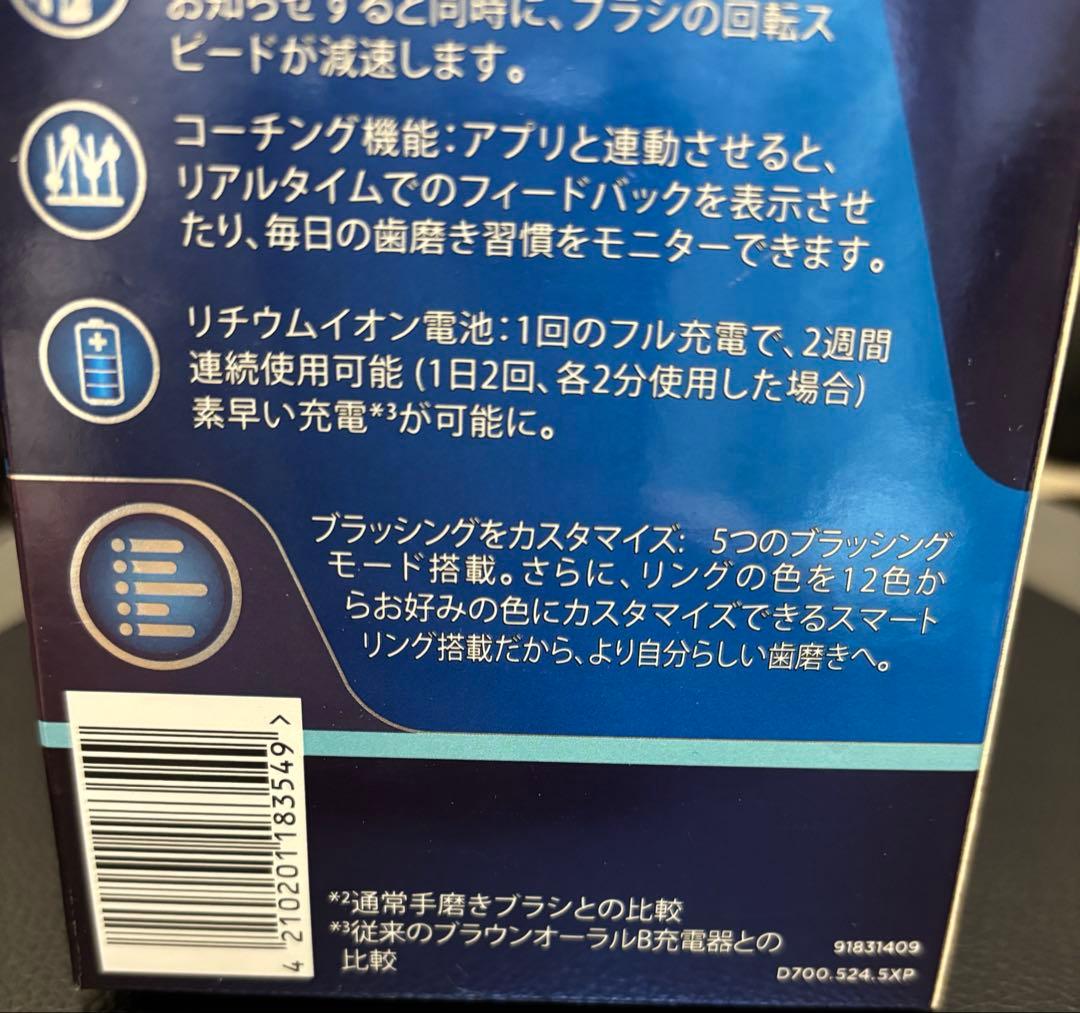 お知らせすると同時に、ブラシの回転ス
ピードが減速します。
コーチング機能：アプリと連動させると、
リアルタイムでのフィードバックを表示させ
たり、毎日の歯磨き習慣をモニターできます。
リチウムイオン電池：1回のフル充電で、2週間
連続使用可能 (1日2回、各2分使用した場合)
素早い充電*3が可能に。
ブラッシングをカスタマイズ: 5つのブラッシング
モード搭載。さらに、リングの色を12色か
らお好みの色にカスタマイズできるスマート
リング搭載だから、より自分らしい歯磨きへ。
4 210201 183549 >
*2通常手磨きブラシとの比較
*3従来のブラウンオーラルB充電器との
比較
91831409
D700.524.5XP